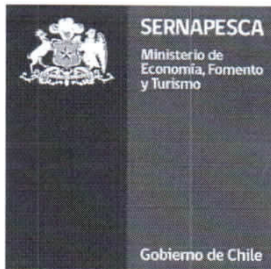 SERNAPESCA
Ministerio de
Economía, Fomento
y Turismo
Gobierno de Chile